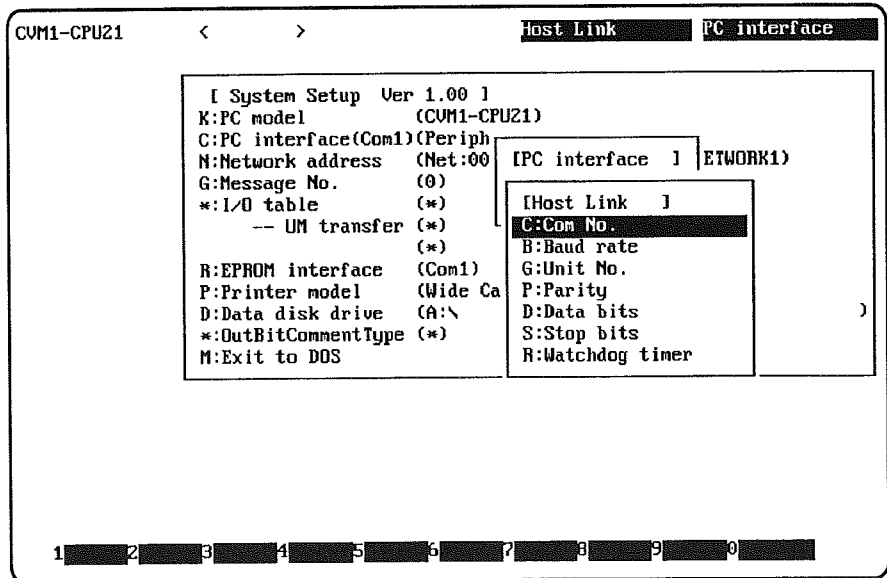 CVM1-CPU21 < > Host Link PC interface
[ System Setup Ver 1.00 ]
K:PC model (CVM1-CPU21)
C:PC interface(Com1)(Periph
N:Network address (Net:00 [PC interface ] ETWORK1)
G:Message No. (0)
*:I/O table (*) [Host Link ]
-- UM transfer (*) C:Com No.
(*) B:Baud rate
R:EPROM interface (Com1) G:Unit No.
P:Printer model (Wide Ca P:Parity
D:Data disk drive (A:\ D:Data bits )
*:OutBitCommentType (*) S:Stop bits
M:Exit to DOS R:Watchdog timer
1 2 3 4 5 6 7 8 9 0